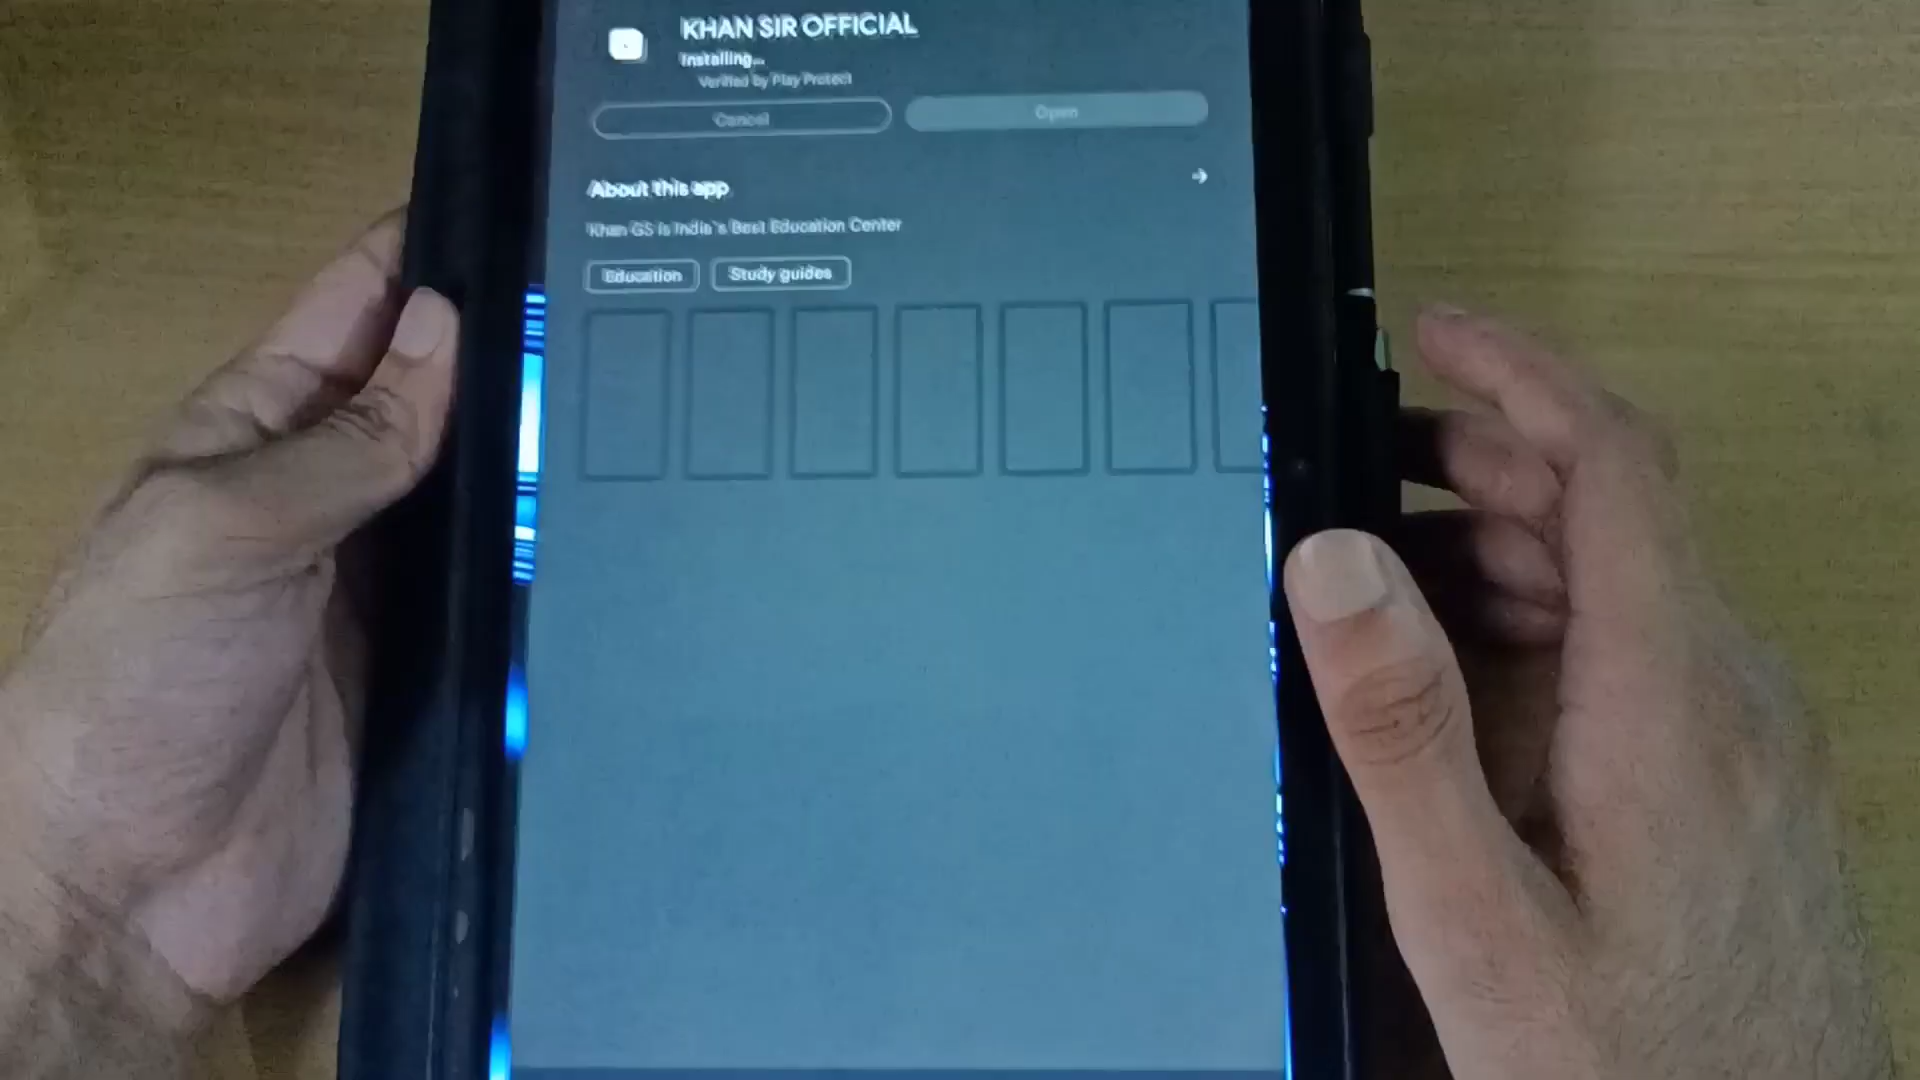 KHAN SIR OFFICIAL
Installing...
Verified by Play Protect
Cancel
Open
About this app
Khan GS is India's Best Education Center
Education
Study guides